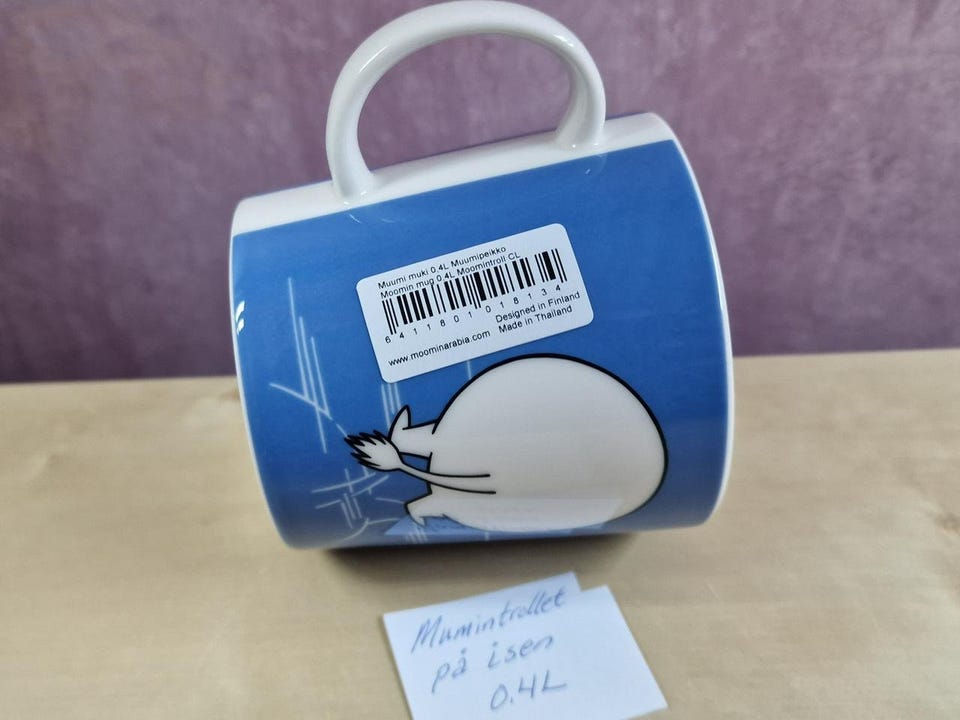 Muumi muki 0,4L Muumipeikko
Moomin mug 0,4L Moomintroll CL
6 411801 018134
Designed in Finland
www.moominarabia.com Made in Thailand
Mumintrollet
på isen
0.4L